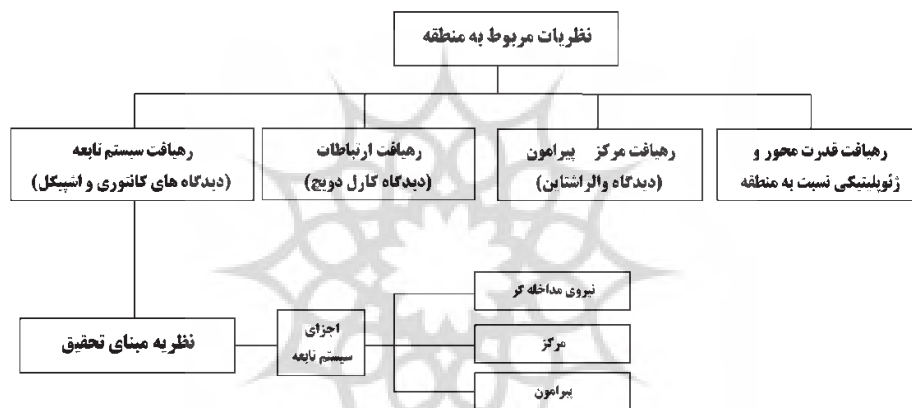 نظریات مربوط به منطقه
رهیافت قدرت محور و
ژئوپلیتیکی نسبت به منطقه
رهیافت مرکز پیرامون
(دیدگاه والراشتاین)
رهیافت ارتباطات
(دیدگاه کارل دویچ)
رهیافت سیستم تابعه
(دیدگاه های کانتوری و اشپیگل)
نظریه مبنای تحقیق
اجزای
سیستم تابعه
نیروی مداخله گر
مرکز
پیرامون